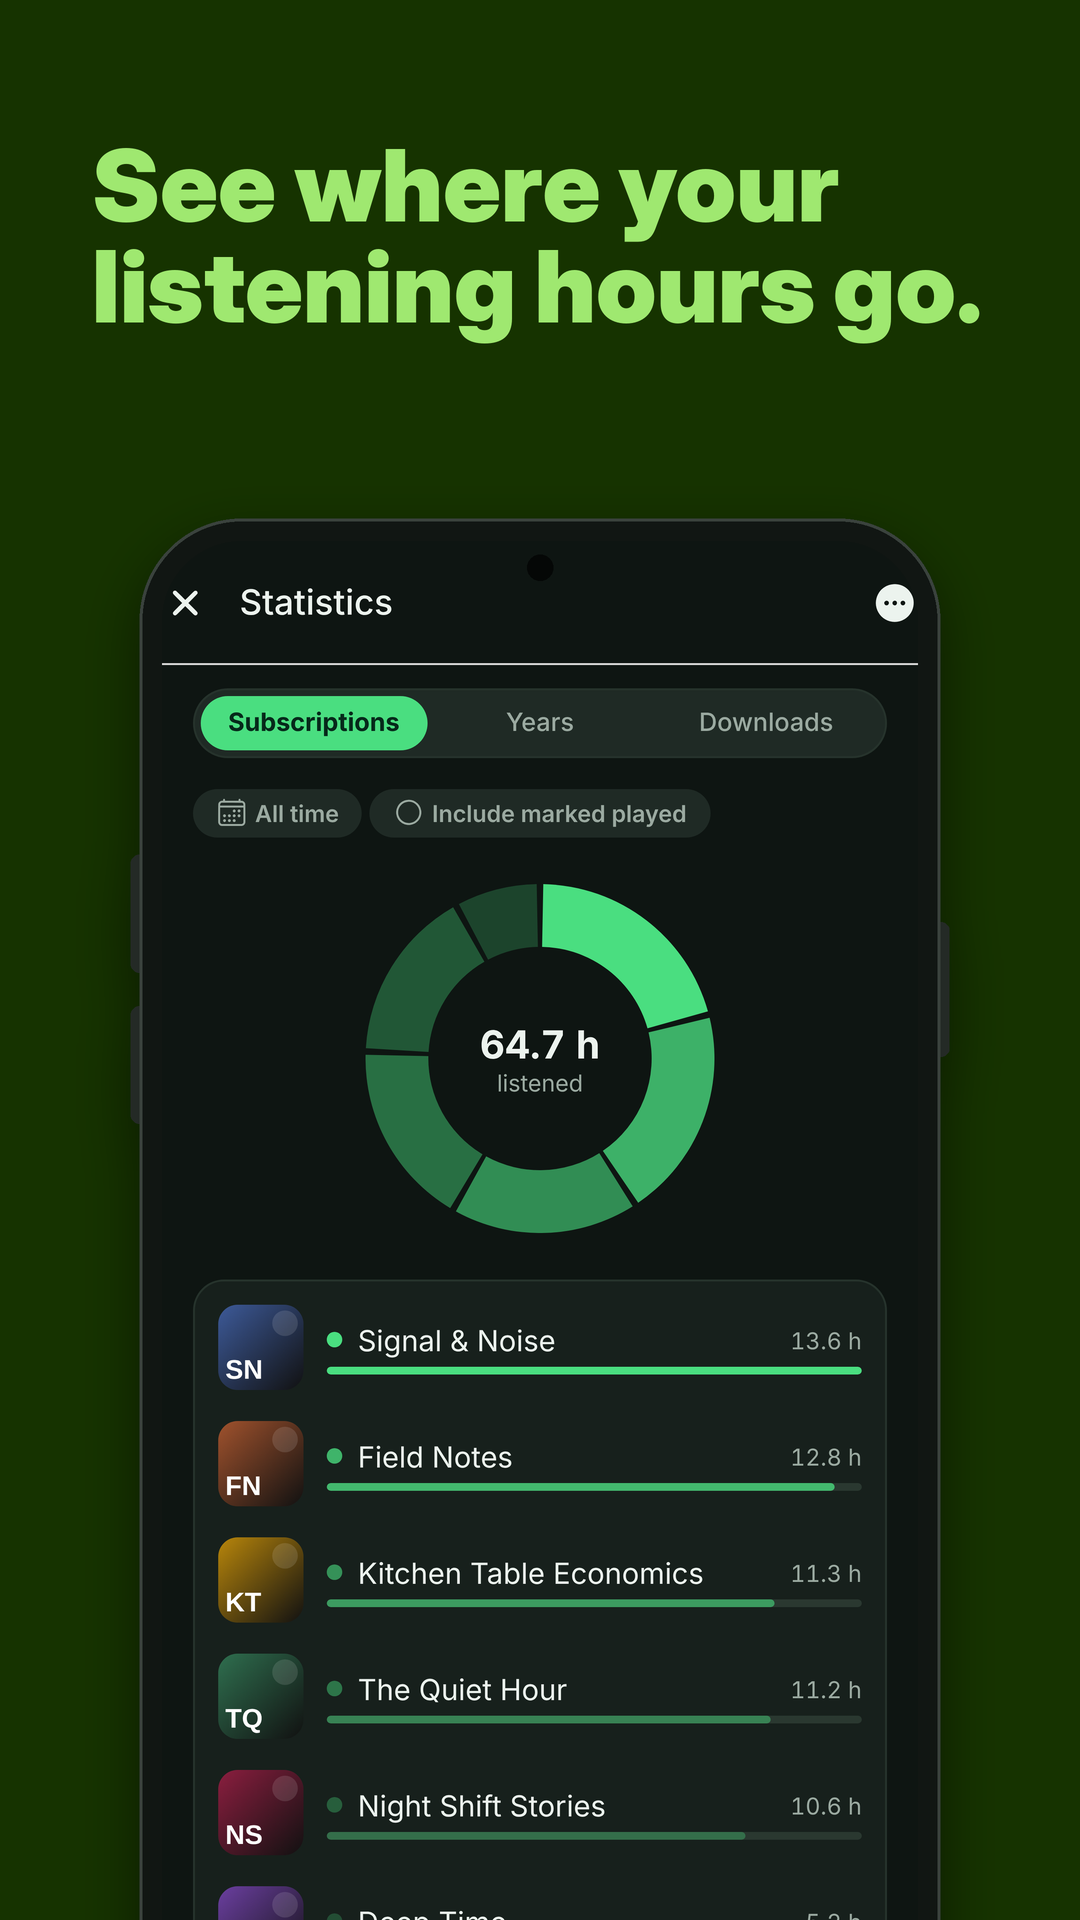 See where your
listening hours go.
Statistics
Subscriptions Years Downloads
All time Include marked played
64.7 h
listened
SN Signal & Noise 13.6 h
FN Field Notes 12.8 h
KT Kitchen Table Economics 11.3 h
TQ The Quiet Hour 11.2 h
NS Night Shift Stories 10.6 h